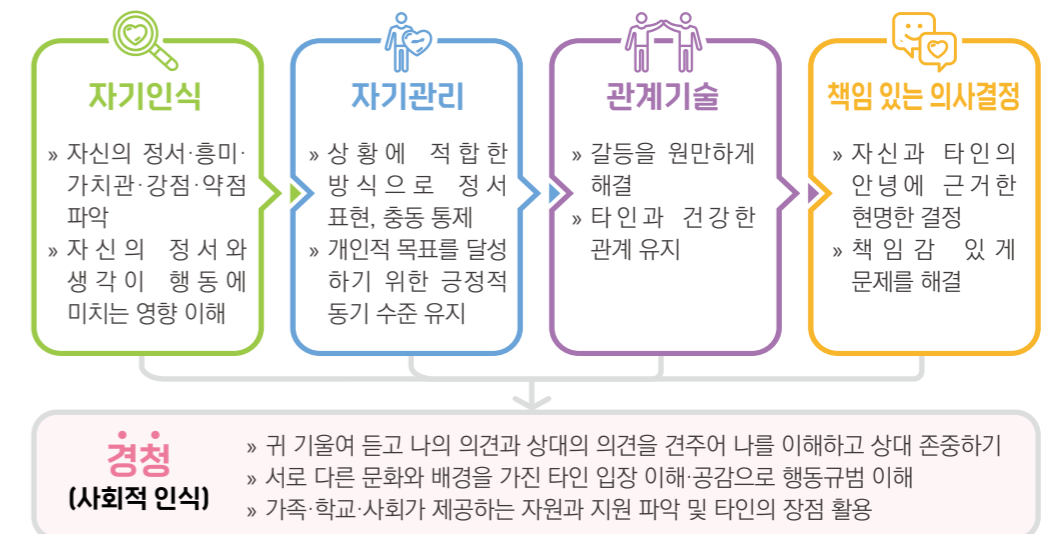 자기인식
» 자신의 정서·흥미·
가치관·강점·약점
파악
» 자신의 정서와
생각이 행동에
미치는 영향 이해
자기관리
» 상황에 적합한
방식으로 정서
표현, 충동 통제
» 개인적 목표를 달성
하기 위한 긍정적
동기 수준 유지
관계기술
» 갈등을 원만하게
해결
» 타인과 건강한
관계 유지
책임 있는 의사결정
» 자신과 타인의
안녕에 근거한
현명한 결정
» 책임감 있게
문제를 해결
경청
(사회적 인식)
» 귀 기울여 듣고 나의 의견과 상대의 의견을 견주어 나를 이해하고 상대 존중하기
» 서로 다른 문화와 배경을 가진 타인 입장 이해·공감으로 행동규범 이해
» 가족·학교·사회가 제공하는 자원과 지원 파악 및 타인의 장점 활용